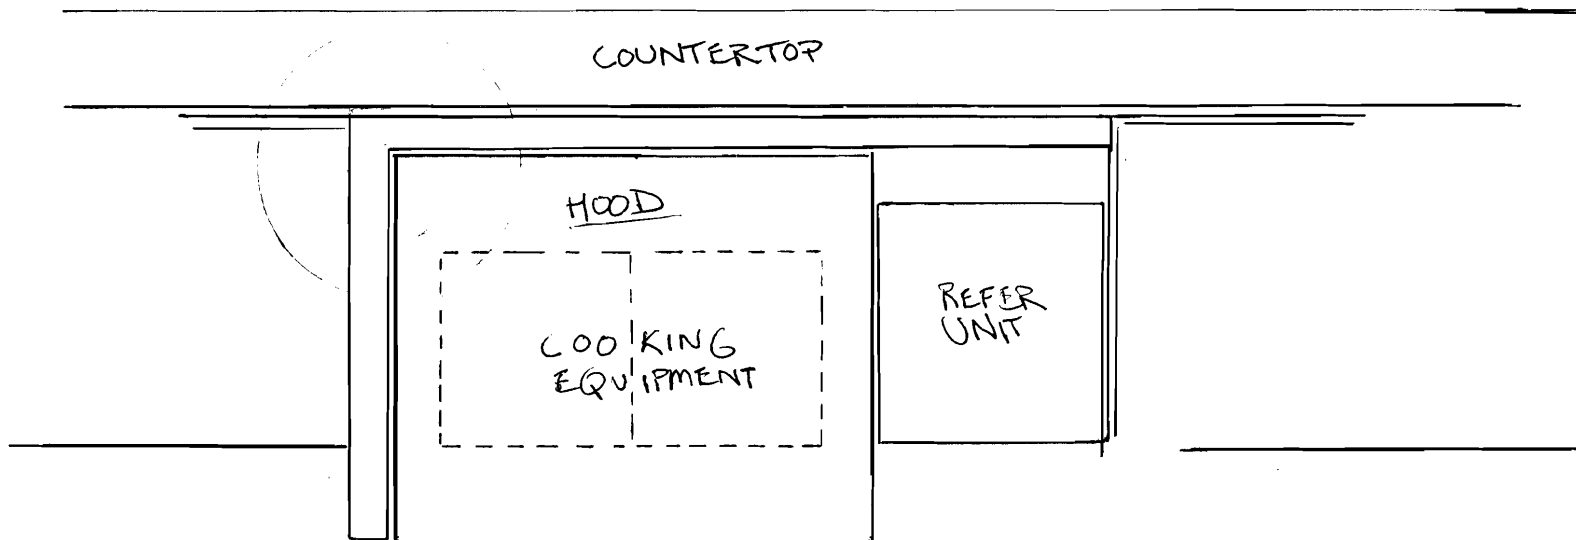 COUNTERTOP
HOOD
COOKING
EQUIPMENT
REFER
UNIT